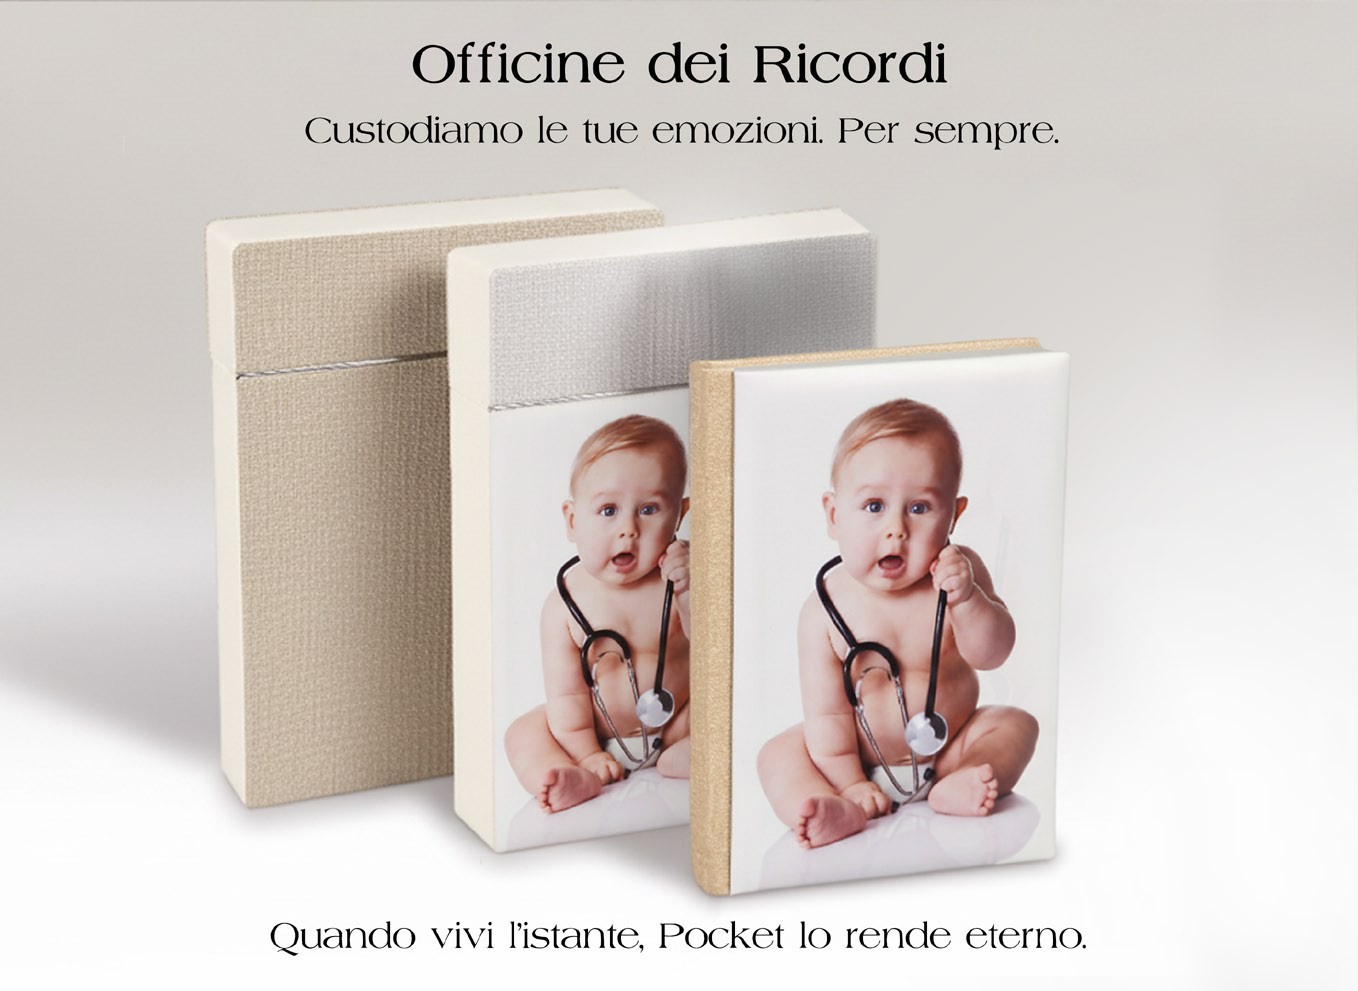 Officine dei Ricordi
Custodiamo le tue emozioni. Per sempre.
Quando vivi l'istante, Pocket lo rende eterno.